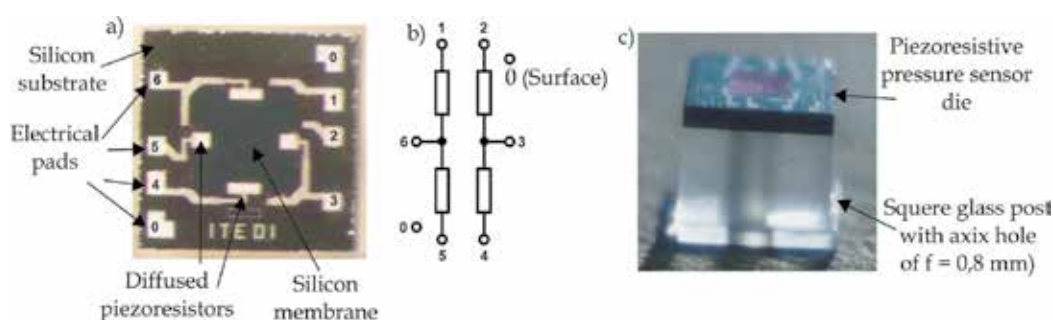 a)
Silicon
substrate
Electrical
pads
0
6
1
5
2
4
3
0
ITEDI
Diffused
piezoresistors
Silicon
membrane
b)
1
2
0 (Surface)
6
3
0
5
4
c)
Piezoresistive
pressure sensor
die
Squere glass post
with axix hole
of f = 0,8 mm)